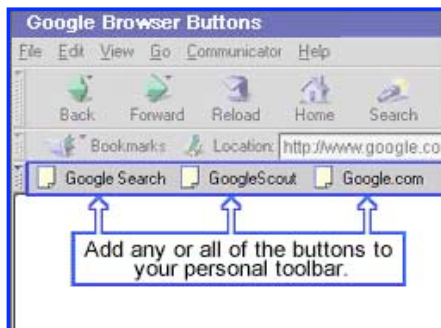 Google Browser Buttons
File Edit View Go Communicator Help
Back Forward Reload Home Search
Bookmarks Location: http://www.google.co
Google Search GoogleScout Google.com
Add any or all of the buttons to
your personal toolbar.